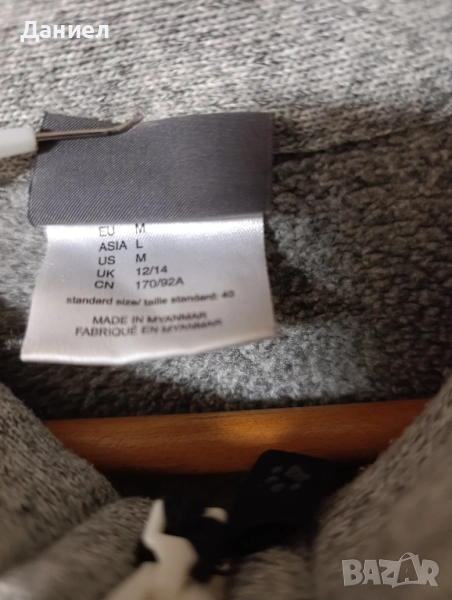 Даниел
EU M
ASIA L
US M
UK 12/14
CN 170/92A
standard size/ taille standard: 40
MADE IN MYANMAR
FABRIQUÉ EN MYANMAR
BAZAR